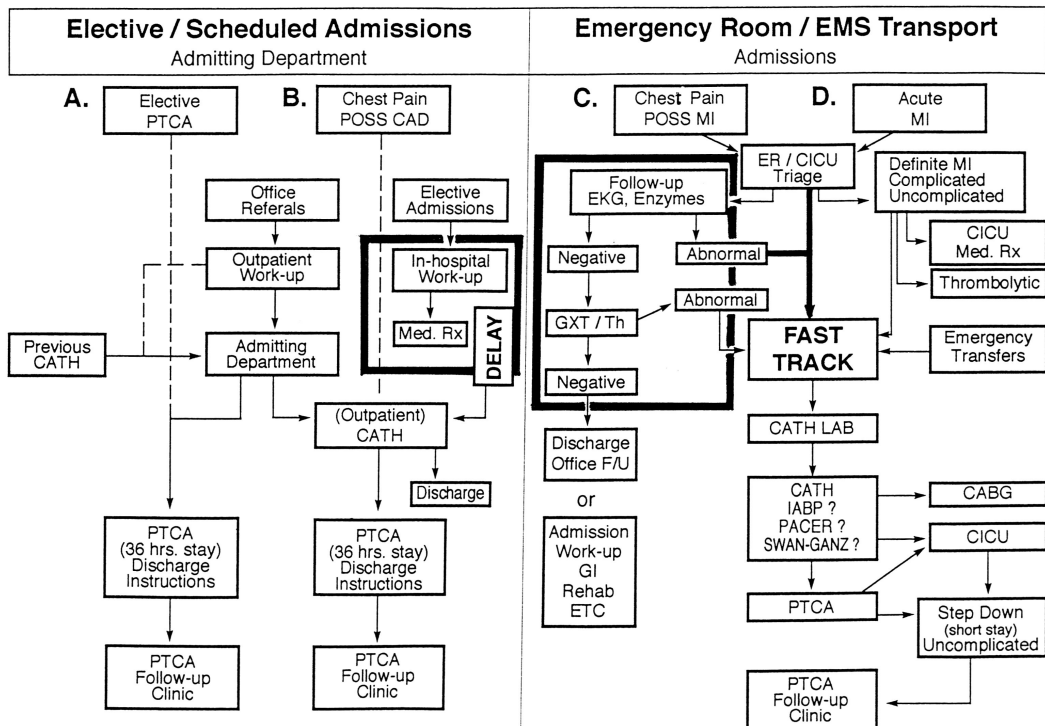 Elective / Scheduled Admissions
Admitting Department
Emergency Room / EMS Transport
Admissions
A.
Elective
PTCA
B.
Chest Pain
POSS CAD
Office
Referals
Elective
Admissions
Outpatient
Work-up
In-hospital
Work-up
Med. Rx
DELAY
Previous
CATH
Admitting
Department
(Outpatient)
CATH
Discharge
PTCA
(36 hrs. stay)
Discharge
Instructions
PTCA
(36 hrs. stay)
Discharge
Instructions
PTCA
Follow-up
Clinic
PTCA
Follow-up
Clinic
C.
Chest Pain
POSS MI
D.
Acute
MI
ER / CICU
Triage
Follow-up
EKG, Enzymes
Definite MI
Complicated
Uncomplicated
Negative
Abnormal
CICU
Med. Rx
Thrombolytic
Abnormal
GXT / Th
FAST
TRACK
Emergency
Transfers
Negative
CATH LAB
Discharge
Office F/U
or
Admission
Work-up
GI
Rehab
ETC
CATH
IABP ?
PACER ?
SWAN-GANZ ?
CABG
CICU
PTCA
Step Down
(short stay)
Uncomplicated
PTCA
Follow-up
Clinic